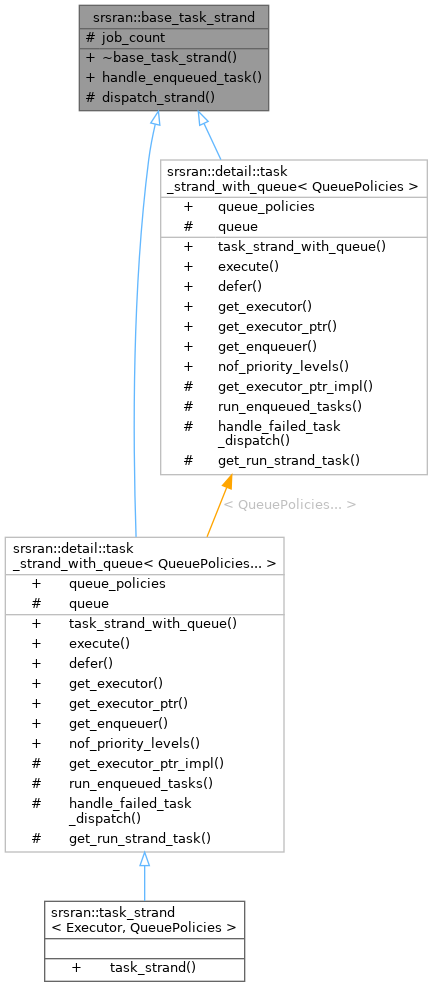 srsran::base_task_strand
# job_count
+ ~base_task_strand()
+ handle_enqueued_task()
# dispatch_strand()
srsran::detail::task
_strand_with_queue< QueuePolicies >
+ queue_policies
# queue
+ task_strand_with_queue()
+ execute()
+ defer()
+ get_executor()
+ get_executor_ptr()
+ get_enqueuer()
+ nof_priority_levels()
# get_executor_ptr_impl()
# run_enqueued_tasks()
# handle_failed_task
_dispatch()
# get_run_strand_task()
< QueuePolicies... >
srsran::detail::task
_strand_with_queue< QueuePolicies... >
+ queue_policies
# queue
+ task_strand_with_queue()
+ execute()
+ defer()
+ get_executor()
+ get_executor_ptr()
+ get_enqueuer()
+ nof_priority_levels()
# get_executor_ptr_impl()
# run_enqueued_tasks()
# handle_failed_task
_dispatch()
# get_run_strand_task()
srsran::task_strand
< Executor, QueuePolicies >
+ task_strand()